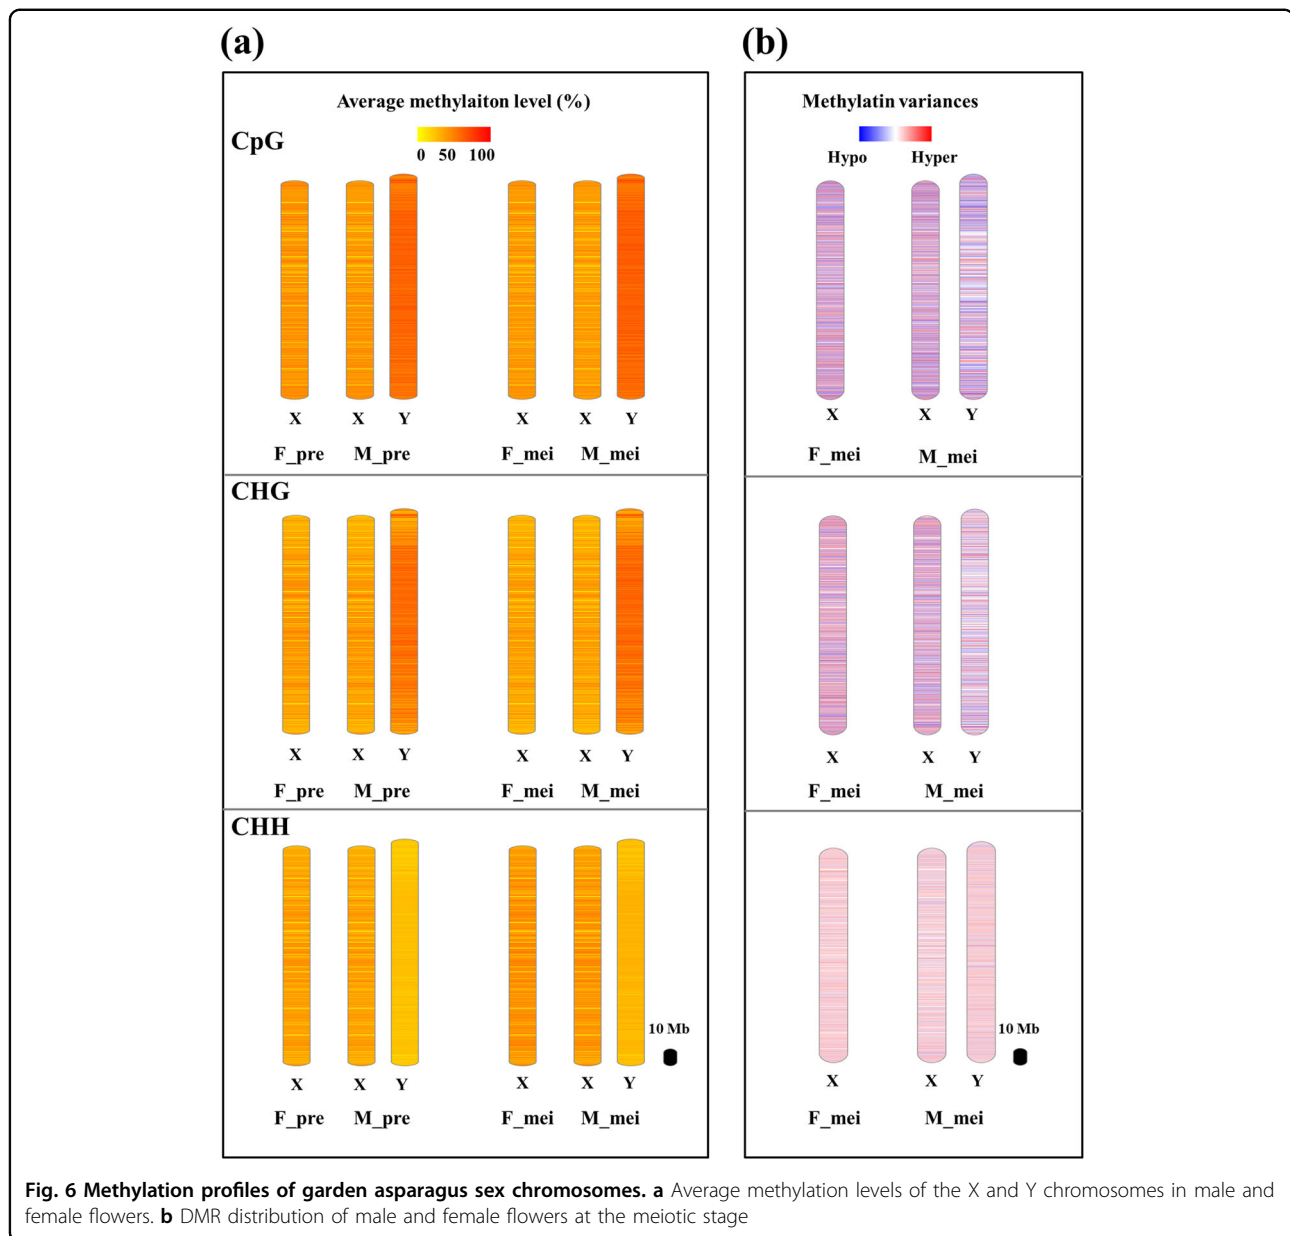 (a)
Average methylaiton level (%)
CpG
0 50 100
X X Y X X Y
F_pre M_pre F_mei M_mei
CHG
X X Y X X Y
F_pre M_pre F_mei M_mei
CHH
10 Mb
X X Y X X Y
F_pre M_pre F_mei M_mei
(b)
Methylatin variances
Hypo Hyper
X X Y
F_mei M_mei
X X Y
F_mei M_mei
10 Mb
X X Y
F_mei M_mei
Fig. 6 Methylation profiles of garden asparagus sex chromosomes. a Average methylation levels of the X and Y chromosomes in male and
female flowers. b DMR distribution of male and female flowers at the meiotic stage